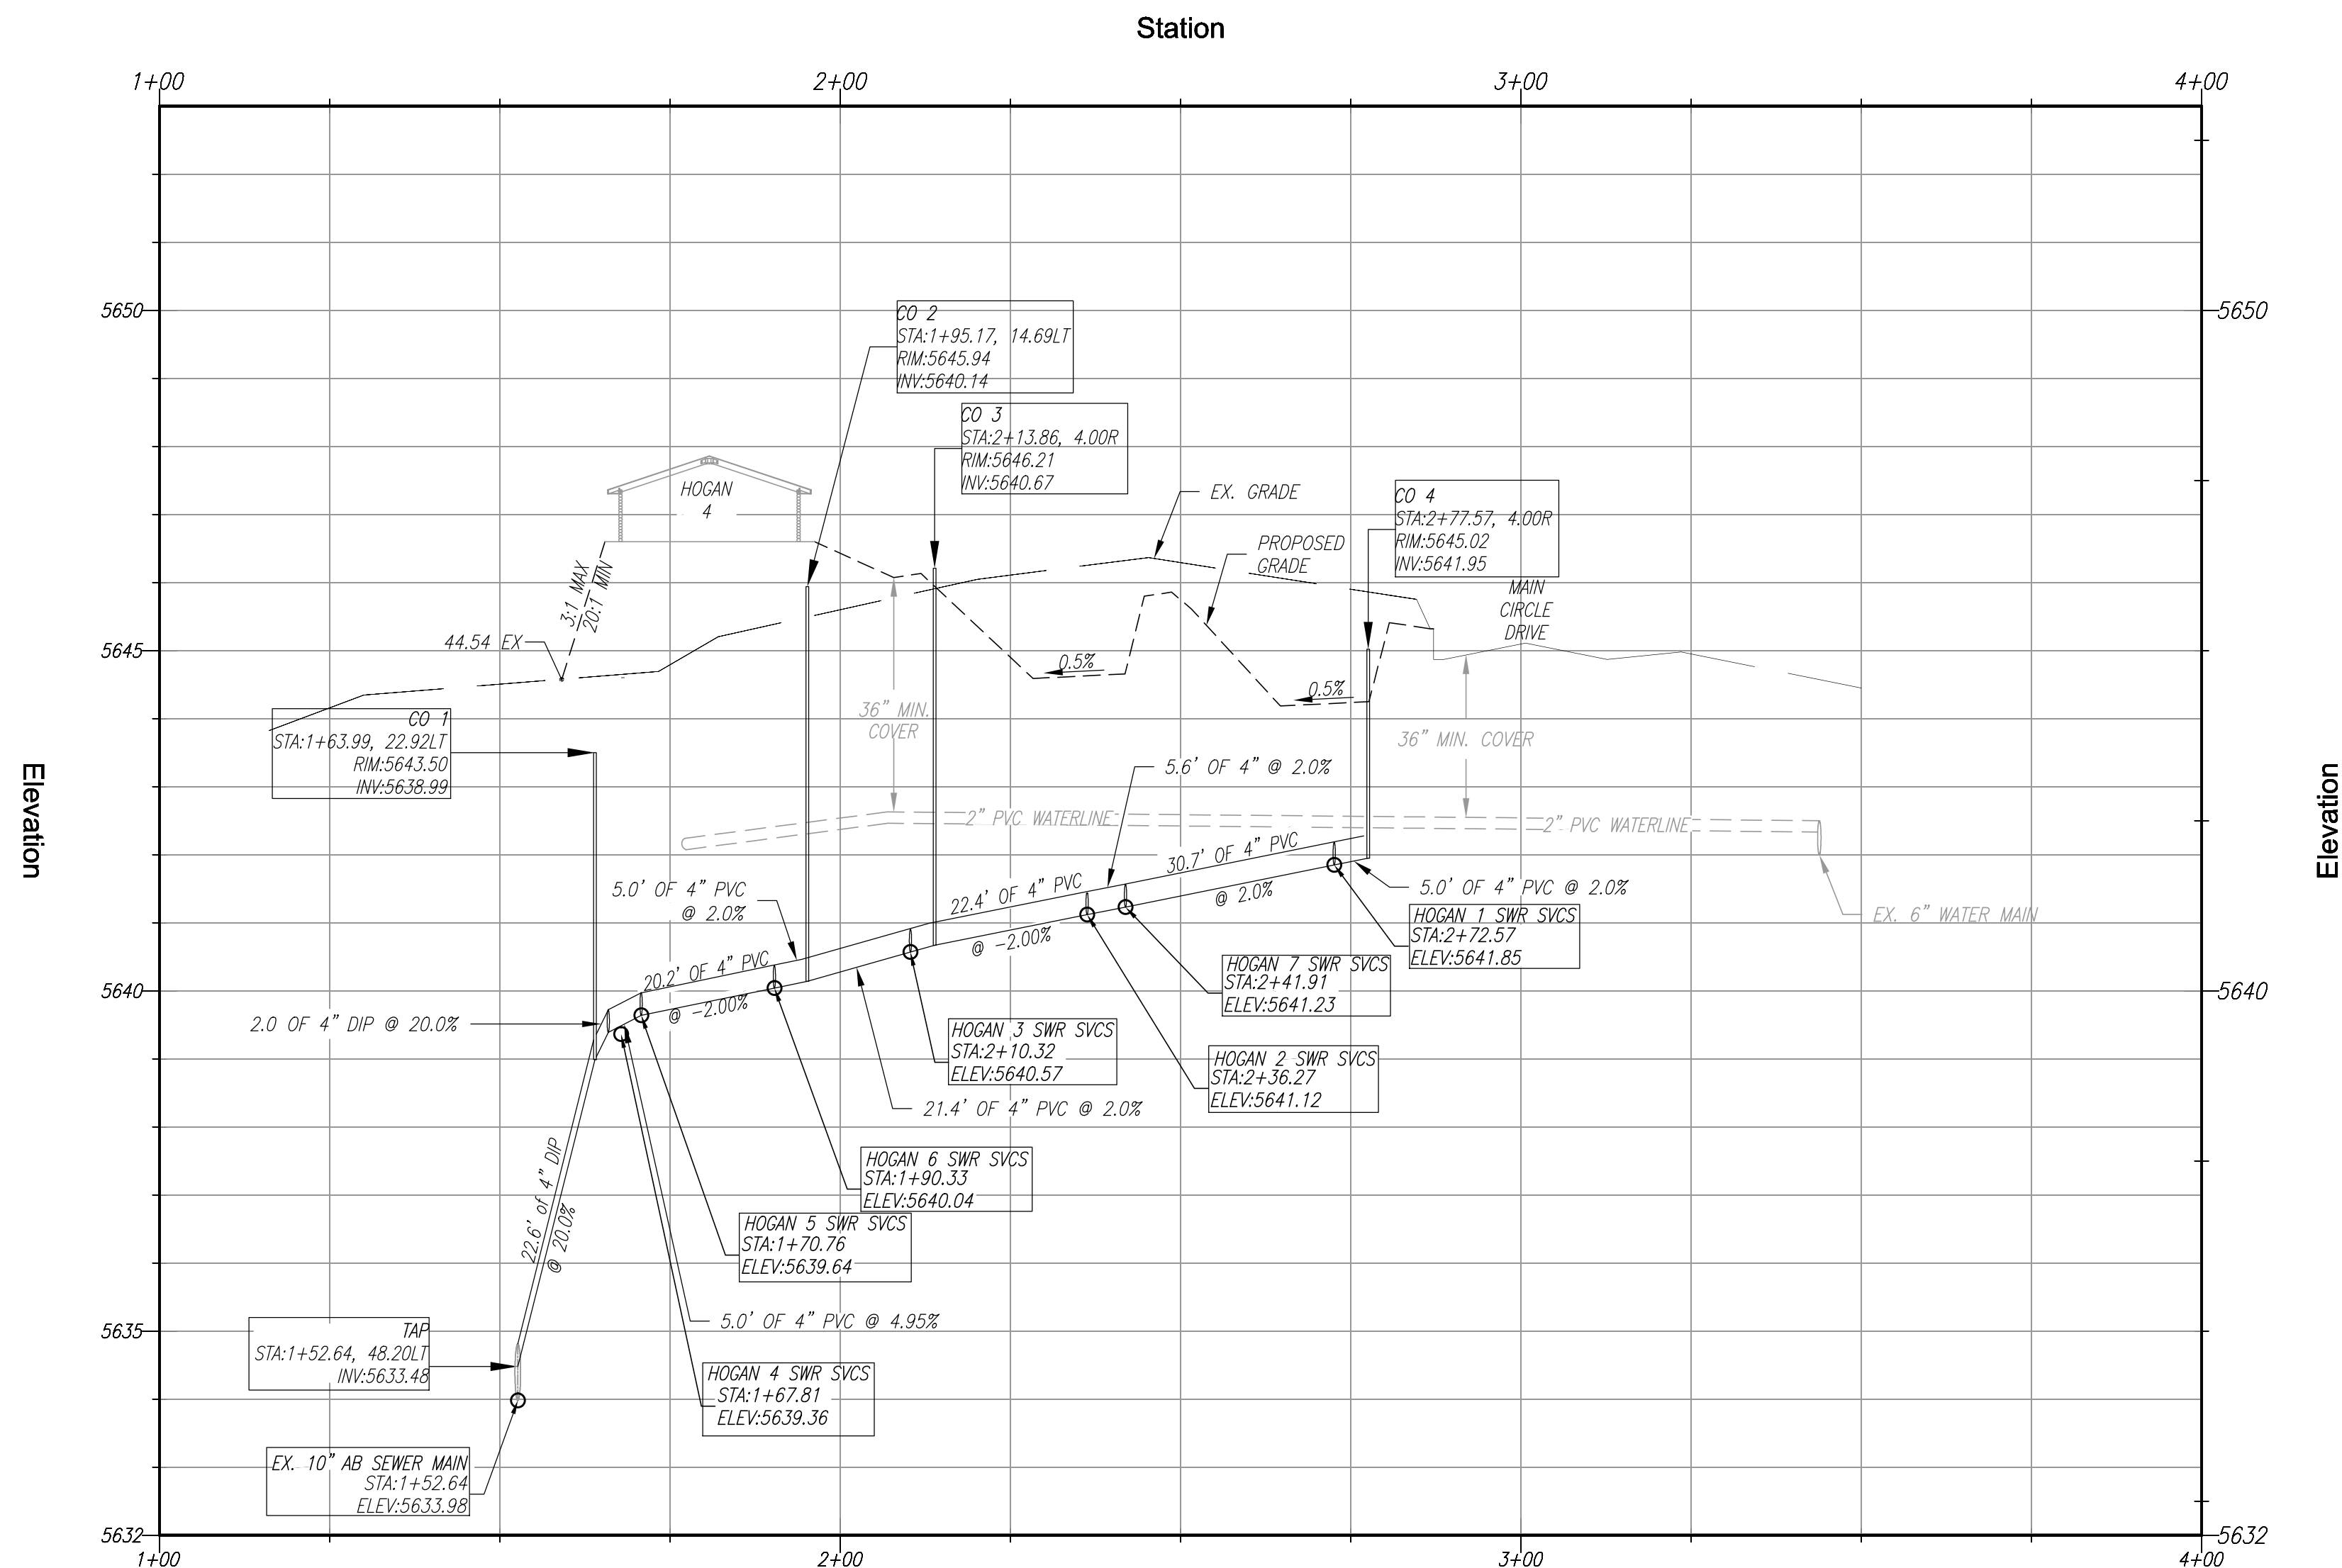 Station
1+00
2+00
3+00
4+00
5650
5650
CO 2
STA:1+95.17, 14.69LT
RIM:5645.94
INV:5640.14
CO 3
STA:2+13.86, 4.00R
RIM:5646.21
INV:5640.67
EX. GRADE
PROPOSED
GRADE
CO 4
STA:2+77.57, 4.00R
RIM:5645.02
INV:5641.95
MAIN
CIRCLE
DRIVE
HOGAN
4
3:1 MAX
20:1 MIN
44.54 EX
5645
0.5%
0.5%
36" MIN.
COVER
36" MIN. COVER
CO 1
STA:1+63.99, 22.92LT
RIM:5643.50
INV:5638.99
Elevation
Elevation
5.6' OF 4" @ 2.0%
2" PVC WATERLINE
2" PVC WATERLINE
30.7' OF 4" PVC
@ 2.0%
5.0' OF 4" PVC
@ 2.0%
22.4' OF 4" PVC
@ -2.00%
5.0' OF 4" PVC @ 2.0%
EX. 6" WATER MAIN
HOGAN 1 SWR SVCS
STA:2+72.57
ELEV:5641.85
20.2' OF 4" PVC
@ -2.00%
HOGAN 7 SWR SVCS
STA:2+41.91
ELEV:5641.23
5640
5640
2.0 OF 4" DIP @ 20.0%
HOGAN 3 SWR SVCS
STA:2+10.32
ELEV:5640.57
HOGAN 2 SWR SVCS
STA:2+36.27
ELEV:5641.12
21.4' OF 4" PVC @ 2.0%
22.6' of 4" DIP
@ 20.0%
HOGAN 6 SWR SVCS
STA:1+90.33
ELEV:5640.04
HOGAN 5 SWR SVCS
STA:1+70.76
ELEV:5639.64
5.0' OF 4" PVC @ 4.95%
5635
TAP
STA:1+52.64, 48.20LT
INV:5633.48
HOGAN 4 SWR SVCS
STA:1+67.81
ELEV:5639.36
EX. 10" AB SEWER MAIN
STA:1+52.64
ELEV:5633.98
5632
5632
1+00
2+00
3+00
4+00